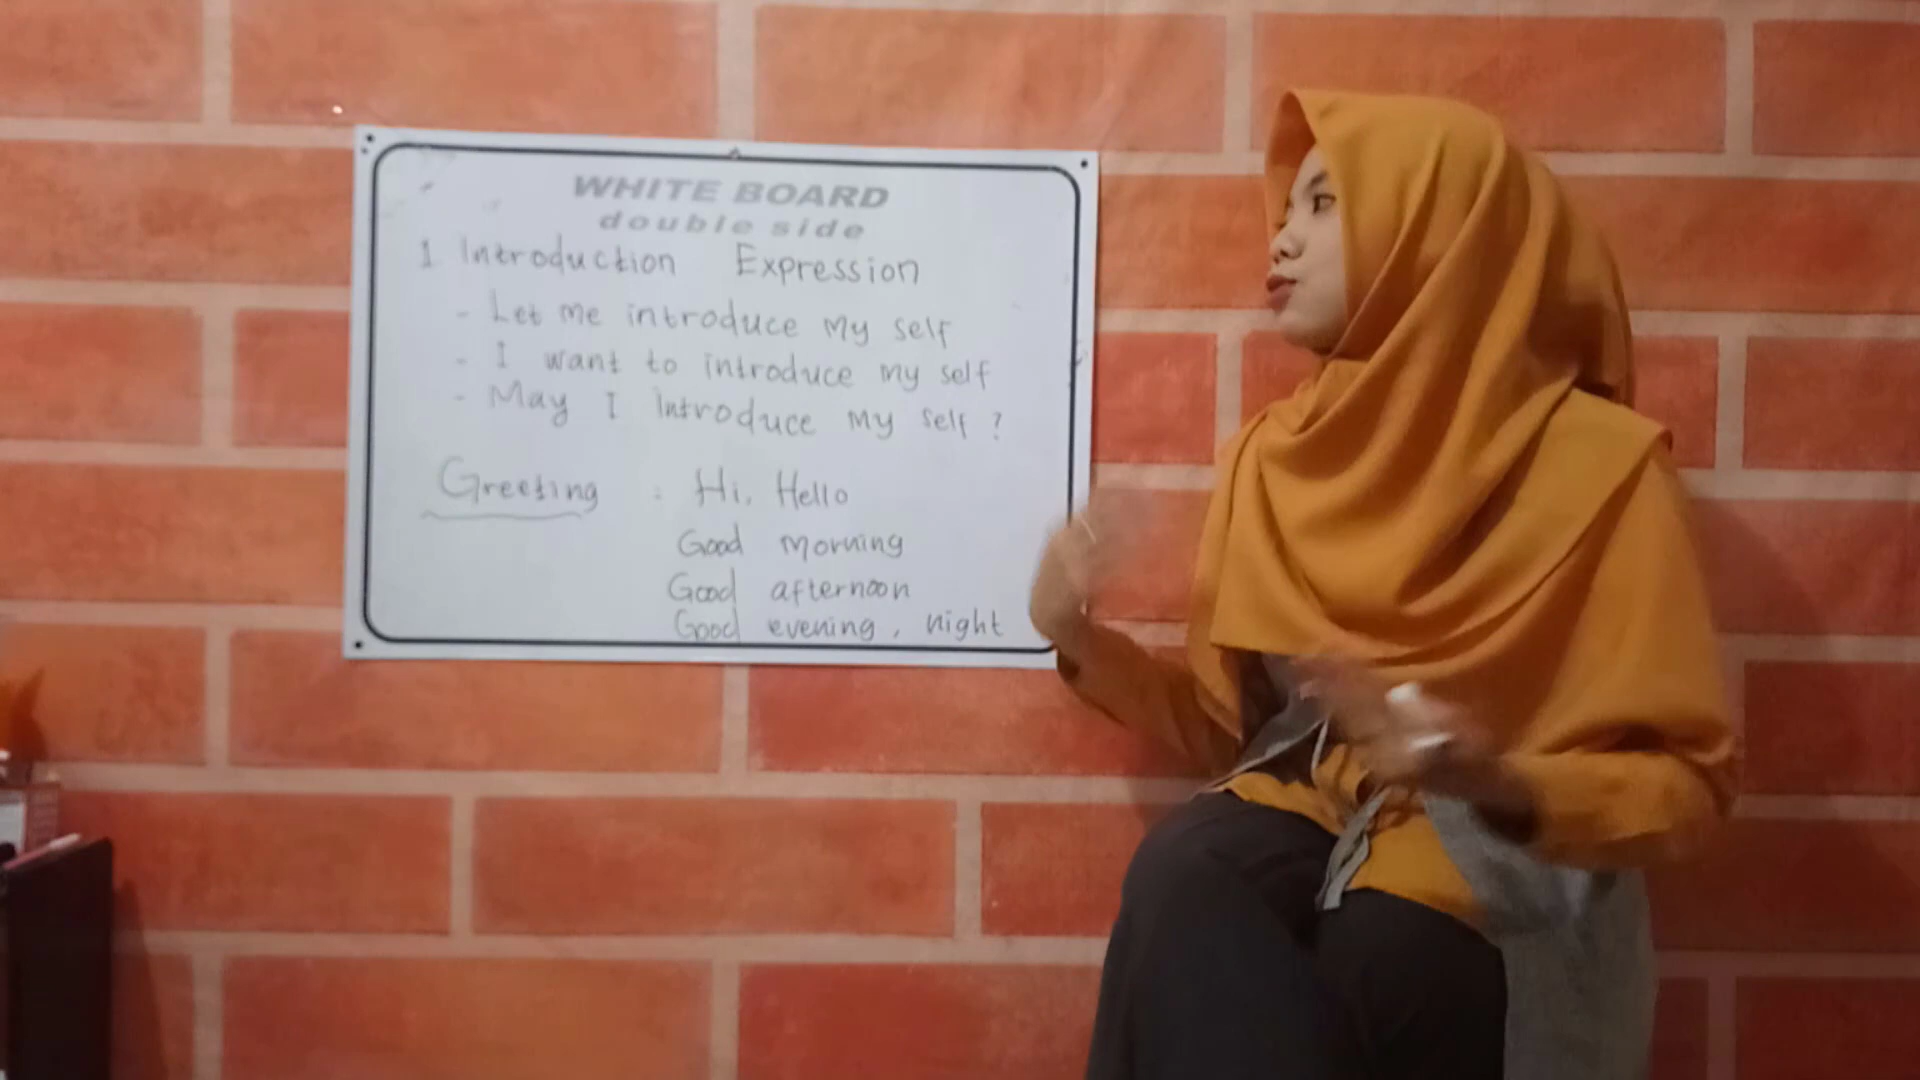 WHITE BOARD
double side
1 Introduction Expression
- Let me introduce my self
- I want to introduce my self
- May I introduce my self ?
Greeting : Hi, Hello
Good morning
Good afternoon
Good evening, night